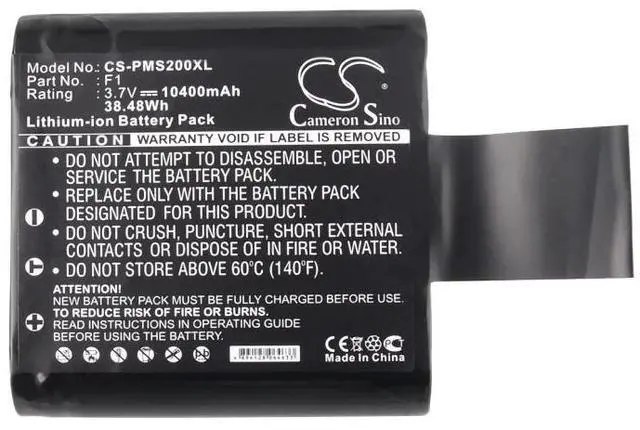 Model No.: CS-PMS200XL
Part No.: F1
Rating : 3.7V 10400mAh
38.48Wh
Lithium-ion Battery Pack
Cameron Sino
CAUTION WARRANTY VOID IF LABEL IS REMOVED
• DO NOT ATTEMPT TO DISASSEMBLE, OPEN OR
SERVICE THE BATTERY PACK.
• REPLACE ONLY WITH THE BATTERY PACK
DESIGNATED FOR THIS PRODUCT.
• DO NOT CRUSH, PUNCTURE, SHORT EXTERNAL
CONTACTS OR DISPOSE OF IN FIRE OR WATER.
• DO NOT STORE ABOVE 60°C (140°F).
ATTENTION!
NEW BATTERY PACK MUST BE FULLY CHARGED BEFORE USE.
TO REDUCE RISK OF FIRE OR BURNS.
READ INSTRUCTIONS IN OPERATING GUIDE
BEFORE BATTERY USE.
CE
Made In China